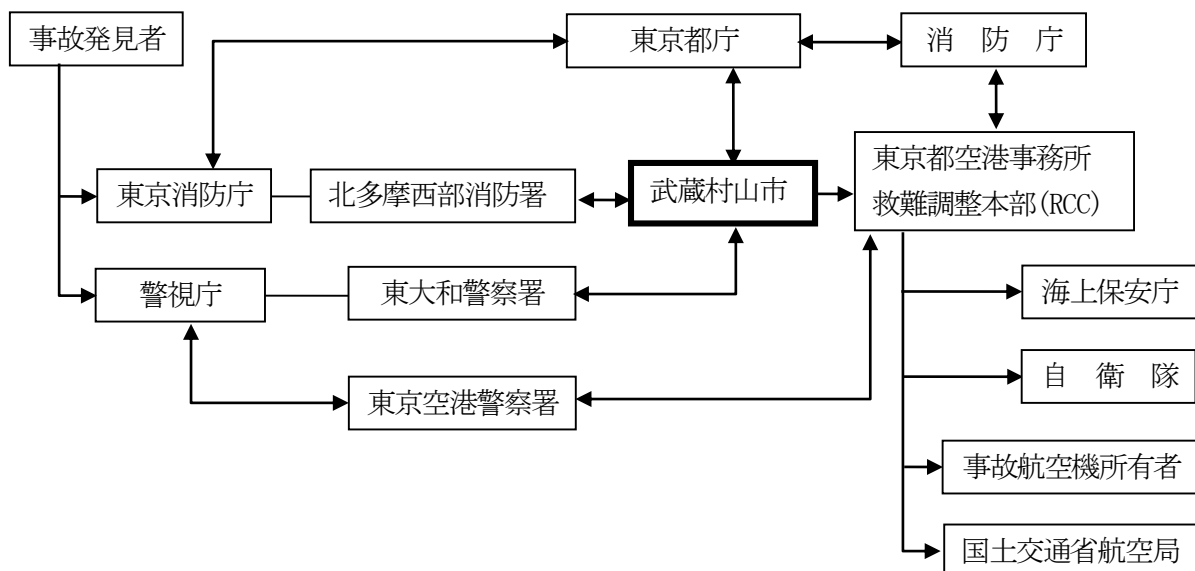 事故発見者
東京都庁
消 防 庁
東京都空港事務所
救難調整本部(RCC)
東京消防庁
北多摩西部消防署
武蔵村山市
警視庁
東大和警察署
海上保安庁
東京空港警察署
自 衛 隊
事故航空機所有者
国土交通省航空局